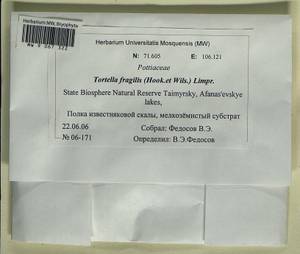 Herbarium MW, Bryophyta
Herbarium Universitatis Mosquensis (MW)
N: 71.605 E: 106.121
Pottiaceae
Tortella fragilis (Hook.et Wils.) Limpr.
State Biosphere Natural Reserve Taimyrsky, Afanas'evskye
lakes,
Полка известняковой скалы, мелкозёмистый субстрат
22.06.06 Собрал: Федосов В.Э.
№ 06-171 Определил: В.Э.Федосов